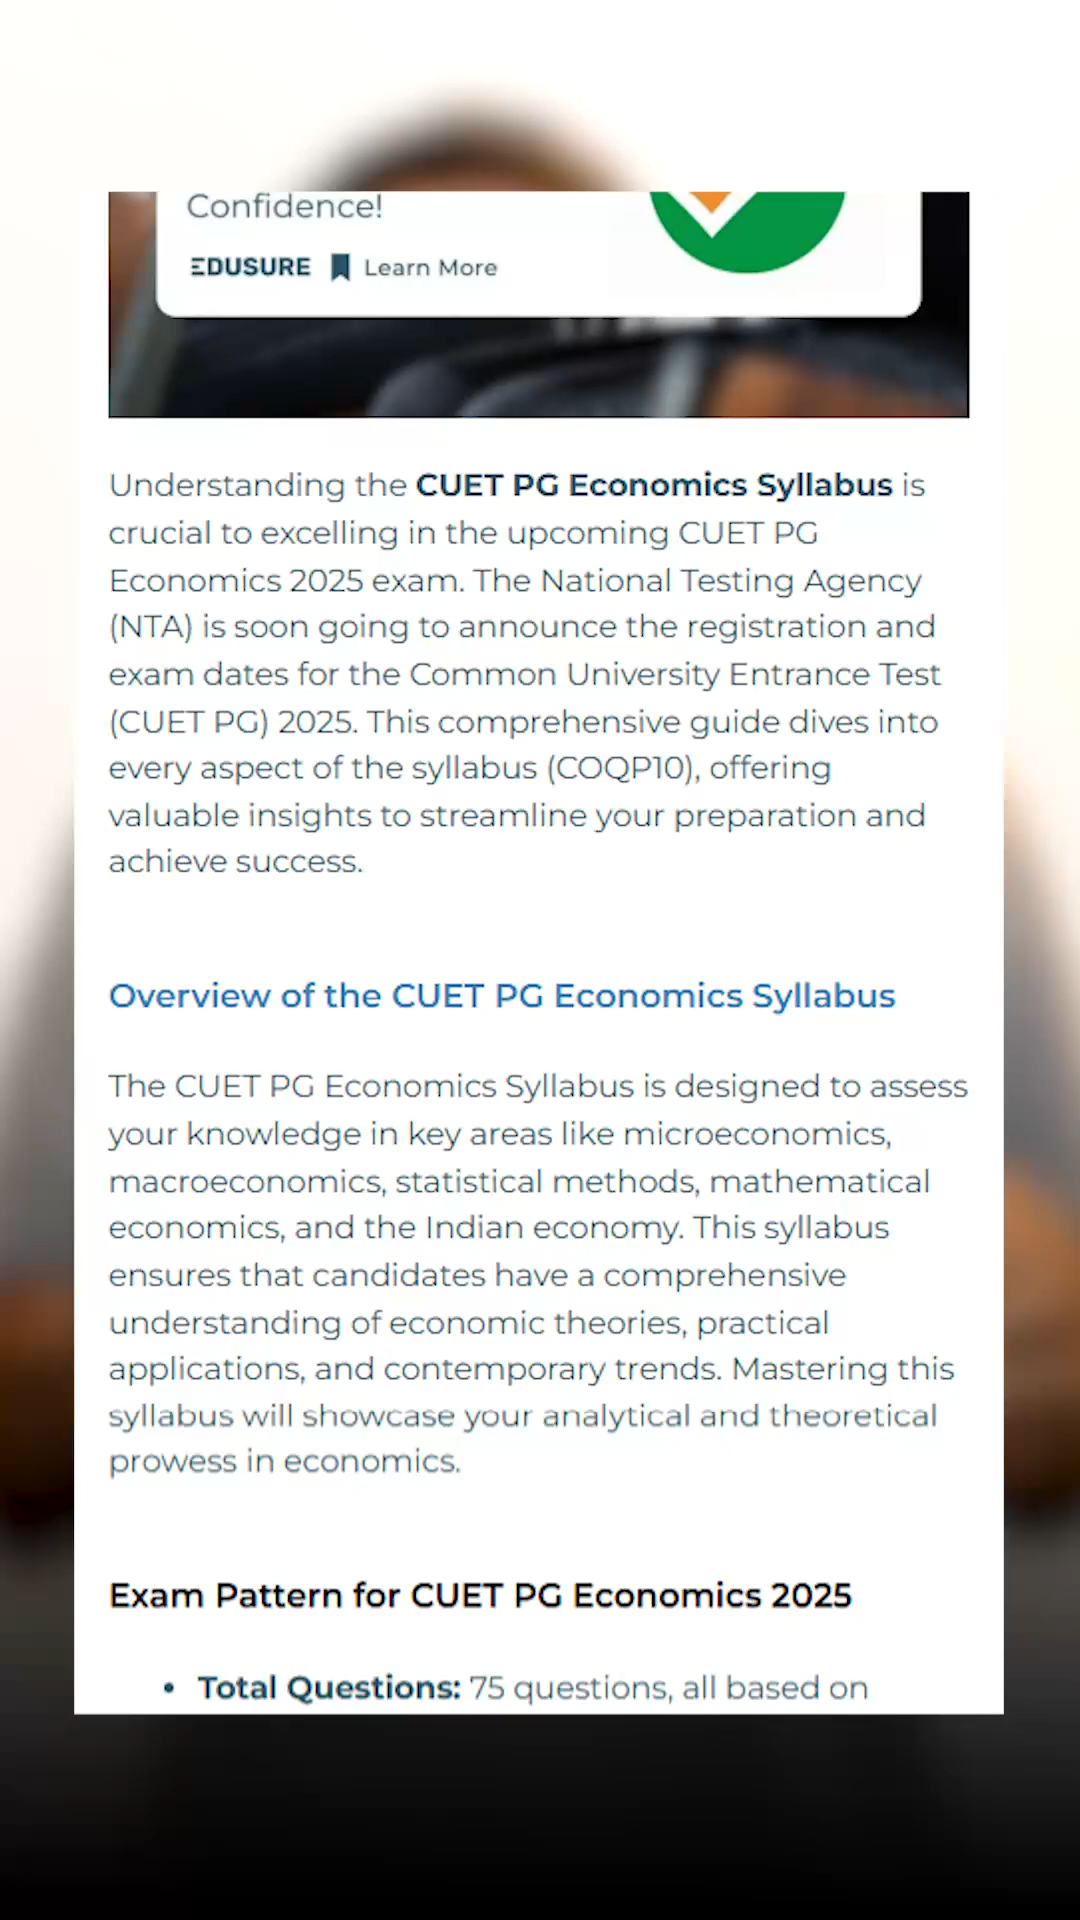 Confidence!
EDUSURE Learn More
Understanding the CUET PG Economics Syllabus is
crucial to excelling in the upcoming CUET PG
Economics 2025 exam. The National Testing Agency
(NTA) is soon going to announce the registration and
exam dates for the Common University Entrance Test
(CUET PG) 2025. This comprehensive guide dives into
every aspect of the syllabus (COQP10), offering
valuable insights to streamline your preparation and
achieve success.
Overview of the CUET PG Economics Syllabus
The CUET PG Economics Syllabus is designed to assess
your knowledge in key areas like microeconomics,
macroeconomics, statistical methods, mathematical
economics, and the Indian economy. This syllabus
ensures that candidates have a comprehensive
understanding of economic theories, practical
applications, and contemporary trends. Mastering this
syllabus will showcase your analytical and theoretical
prowess in economics.
Exam Pattern for CUET PG Economics 2025
• Total Questions: 75 questions, all based on